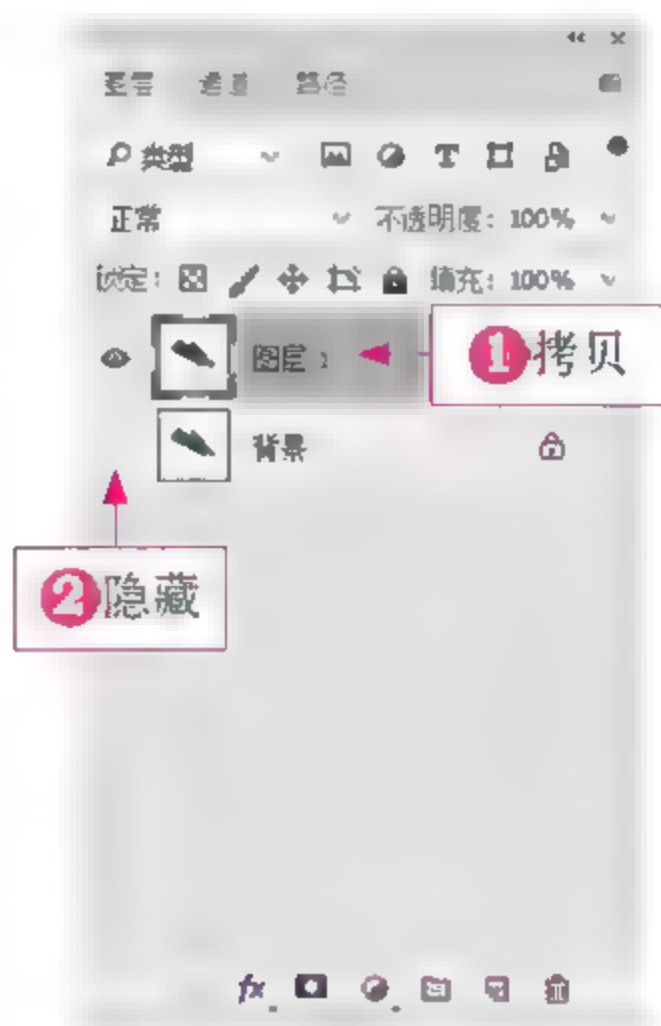 图层 通道 路径
类型
正常 不透明度: 100%
锁定: 填充: 100%
图层 1
1 拷贝
背景
2 隐藏
fx